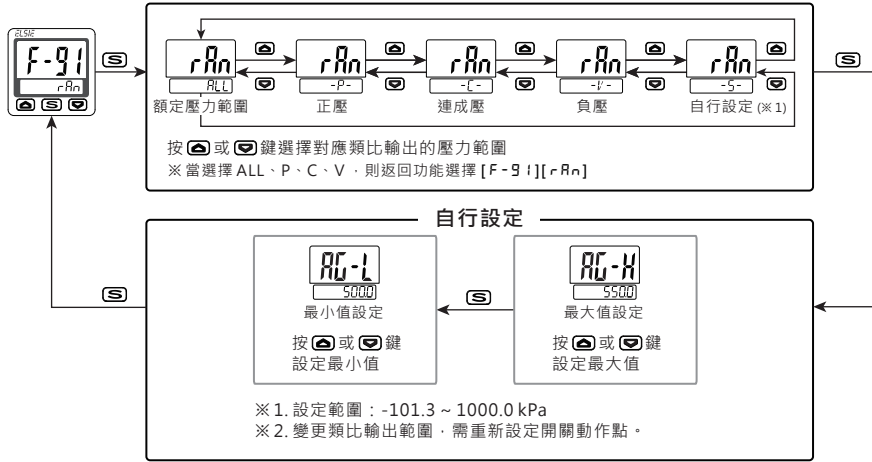 ELSIE
F-91
rAn
S
S
rAn rAn rAn rAn rAn
ALL -P- -C- -V- -S-
額定壓力範圍 正壓 連成壓 負壓 自行設定 (※1)
按 或 鍵選擇對應類比輸出的壓力範圍
※ 當選擇 ALL、P、C、V，則返回功能選擇 [F-91][rAn]
S
自行設定
AG-L AG-H
500.0 550.0
最小值設定 最大值設定
S
S
按 或 鍵 按 或 鍵
設定最小值 設定最大值
※1. 設定範圍：-101.3 ~ 1000.0 kPa
※2. 變更類比輸出範圍，需重新設定開關動作點。